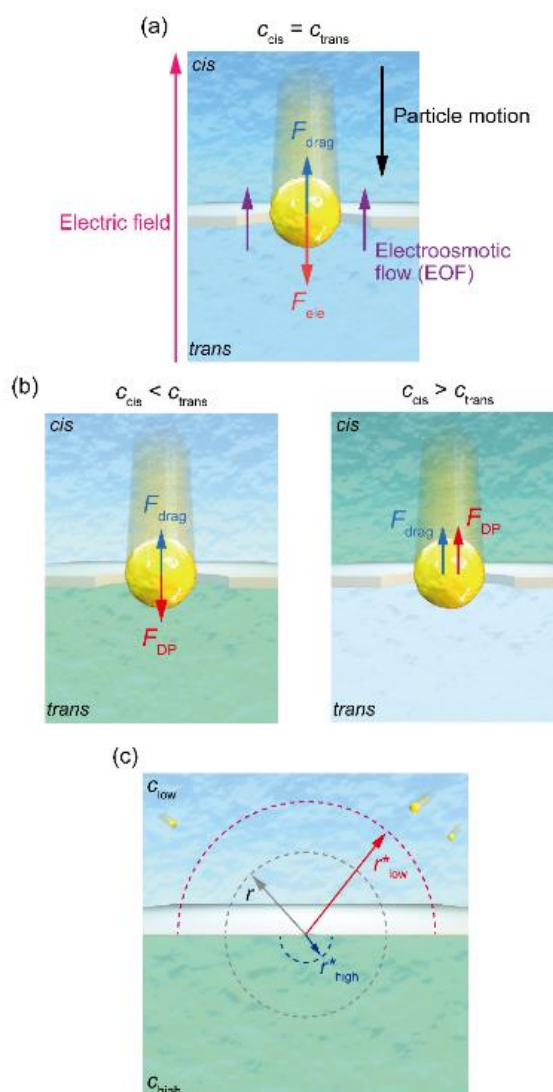 (a)
c_cis = c_trans
cis
F_drag
Particle motion
Electric field
Electroosmotic
flow (EOF)
F_ele
trans
(b)
c_cis < c_trans
cis
F_drag
F_DP
trans
c_cis > c_trans
cis
F_drag
F_DP
trans
(c)
c_low
r
r*_low
r*_high
c_high